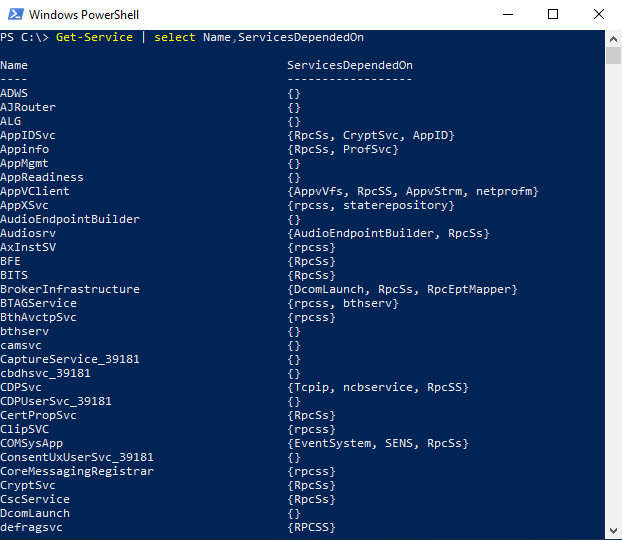 Windows PowerShell
PS C:\> Get-Service | select Name,ServicesDependedOn
Name ServicesDependedOn
---- ------------------
ADWS {}
AJRouter {}
ALG {}
AppIDSvc {RpcSs, CryptSvc, AppID}
Appinfo {RpcSs, ProfSvc}
AppMgmt {}
AppReadiness {}
AppVClient {AppvVfs, RpcSS, AppvStrm, netprofm}
AppXSvc {rpcss, staterepository}
AudioEndpointBuilder {}
Audiosrv {AudioEndpointBuilder, RpcSs}
AxInstSV {rpcss}
BFE {RpcSs}
BITS {RpcSs}
BrokerInfrastructure {DcomLaunch, RpcSs, RpcEptMapper}
BTAGService {rpcss, bthserv}
BthAvctpSvc {rpcss}
bthserv {}
camsvc {}
CaptureService_39181 {}
cbdhsvc_39181 {}
CDPSvc {Tcpip, ncbservice, RpcSS}
CDPUserSvc_39181 {}
CertPropSvc {RpcSs}
ClipSVC {rpcss}
COMSysApp {EventSystem, SENS, RpcSs}
ConsentUxUserSvc_39181 {}
CoreMessagingRegistrar {rpcss}
CryptSvc {RpcSs}
CscService {RpcSs}
DcomLaunch {}
defragsvc {RPCSS}